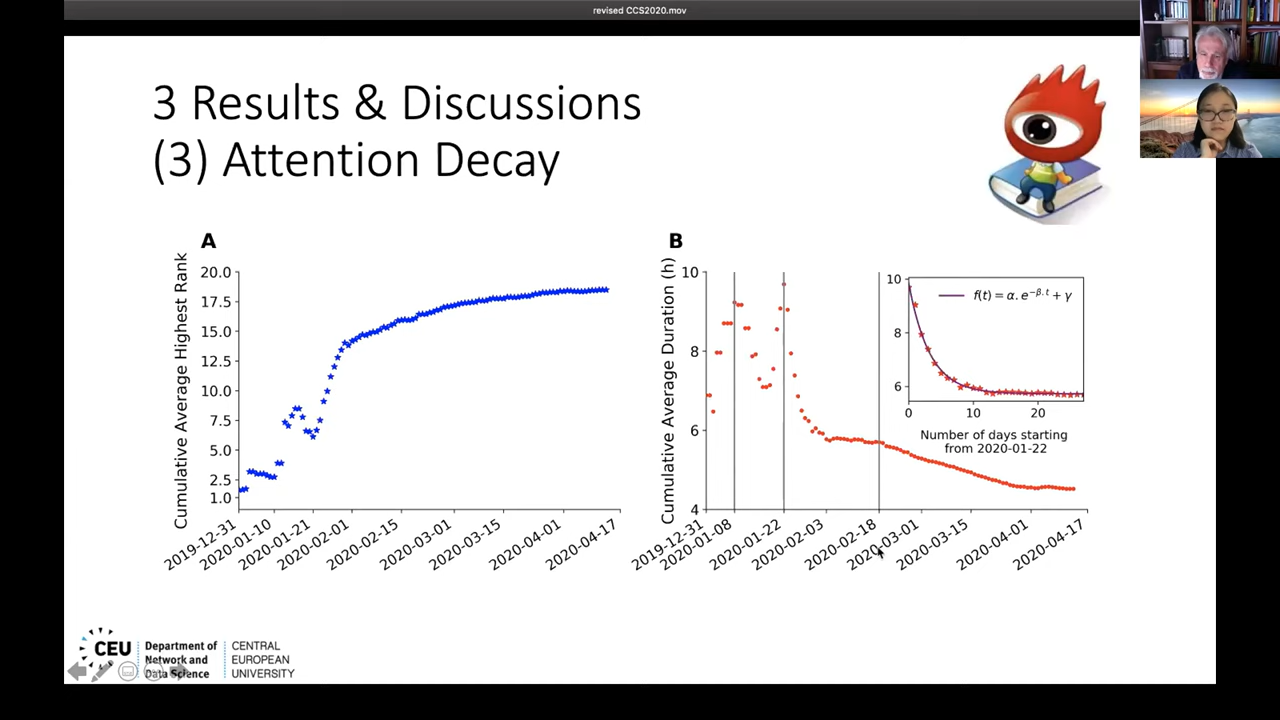 revised CCS2020.mov
3 Results & Discussions
(3) Attention Decay
A
Cumulative Average Highest Rank
20.0
17.5
15.0
12.5
10.0
7.5
5.0
2.5
1.0
2019-12-31
2020-01-10
2020-01-21
2020-02-01
2020-02-15
2020-03-01
2020-03-15
2020-04-01
2020-04-17
B
Cumulative Average Duration (h)
10
8
6
4
2019-12-31
2020-01-08
2020-01-22
2020-02-03
2020-02-18
2020-03-01
2020-03-15
2020-04-01
2020-04-17
10
8
6
f(t) = α.e^{-β.t} + γ
0
10
20
Number of days starting
from 2020-01-22
CEU
Department of
Network and
Data Science
CENTRAL
EUROPEAN
UNIVERSITY